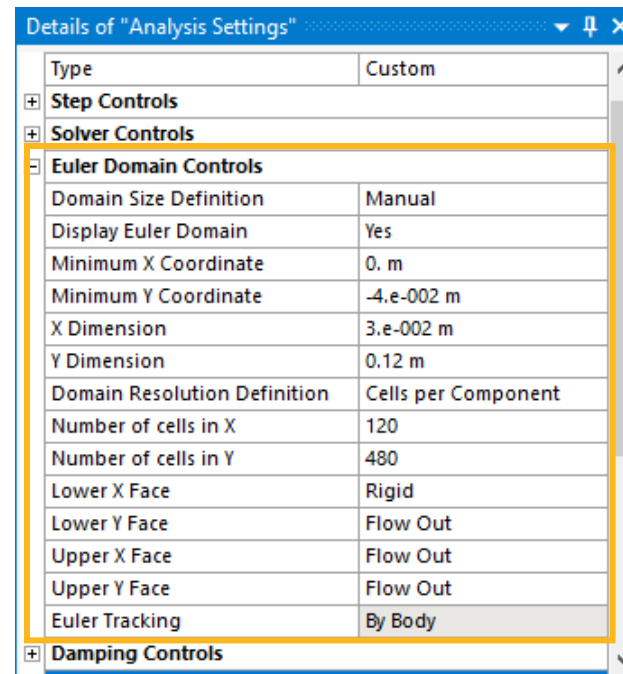 Details of "Analysis Settings"
Type Custom
Step Controls
Solver Controls
Euler Domain Controls
Domain Size Definition Manual
Display Euler Domain Yes
Minimum X Coordinate 0. m
Minimum Y Coordinate -4.e-002 m
X Dimension 3.e-002 m
Y Dimension 0.12 m
Domain Resolution Definition Cells per Component
Number of cells in X 120
Number of cells in Y 480
Lower X Face Rigid
Lower Y Face Flow Out
Upper X Face Flow Out
Upper Y Face Flow Out
Euler Tracking By Body
Damping Controls